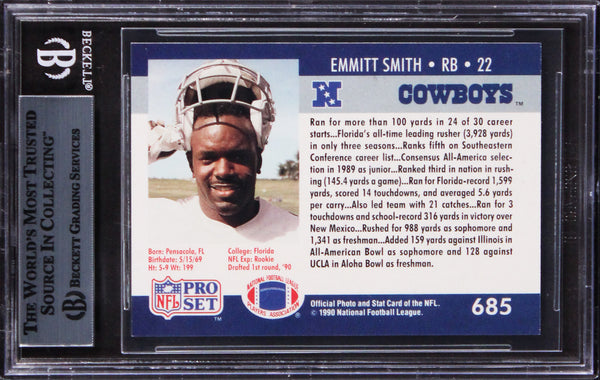 BECKETT®
B
THE WORLD'S MOST TRUSTED
SOURCE IN COLLECTING™
B
BECKETT GRADING SERVICES
EMMITT SMITH • RB • 22
N
COWBOYS™
Ran for more than 100 yards in 24 of 30 career
starts...Florida's all-time leading rusher (3,928 yards)
in only three seasons...Ranks fifth on Southeastern
Conference career list...Consensus All-America selec-
tion in 1989 as junior...Ranked third in nation in rush-
ing (145.4 yards a game)...Ran for Florida-record 1,599
yards, scored 14 touchdowns, and averaged 5.6 yards
per carry...Also led team with 21 catches...Ran for 3
touchdowns and school-record 316 yards in victory over
New Mexico...Rushed for 988 yards as sophomore and
1,341 as freshman...Added 159 yards against Illinois in
All-American Bowl as sophomore and 128 against
UCLA in Aloha Bowl as freshman.
Born: Pensacola, FL
Birthdate: 5/15/69
Ht: 5-9 Wt: 199
College: Florida
NFL Exp: Rookie
Drafted 1st round, '90
NFL
PRO
SET
™
NATIONAL FOOTBALL LEAGUE
PLAYERS ASSOCIATION
Official Photo and Stat Card of the NFL.
© 1990 National Football League.
685